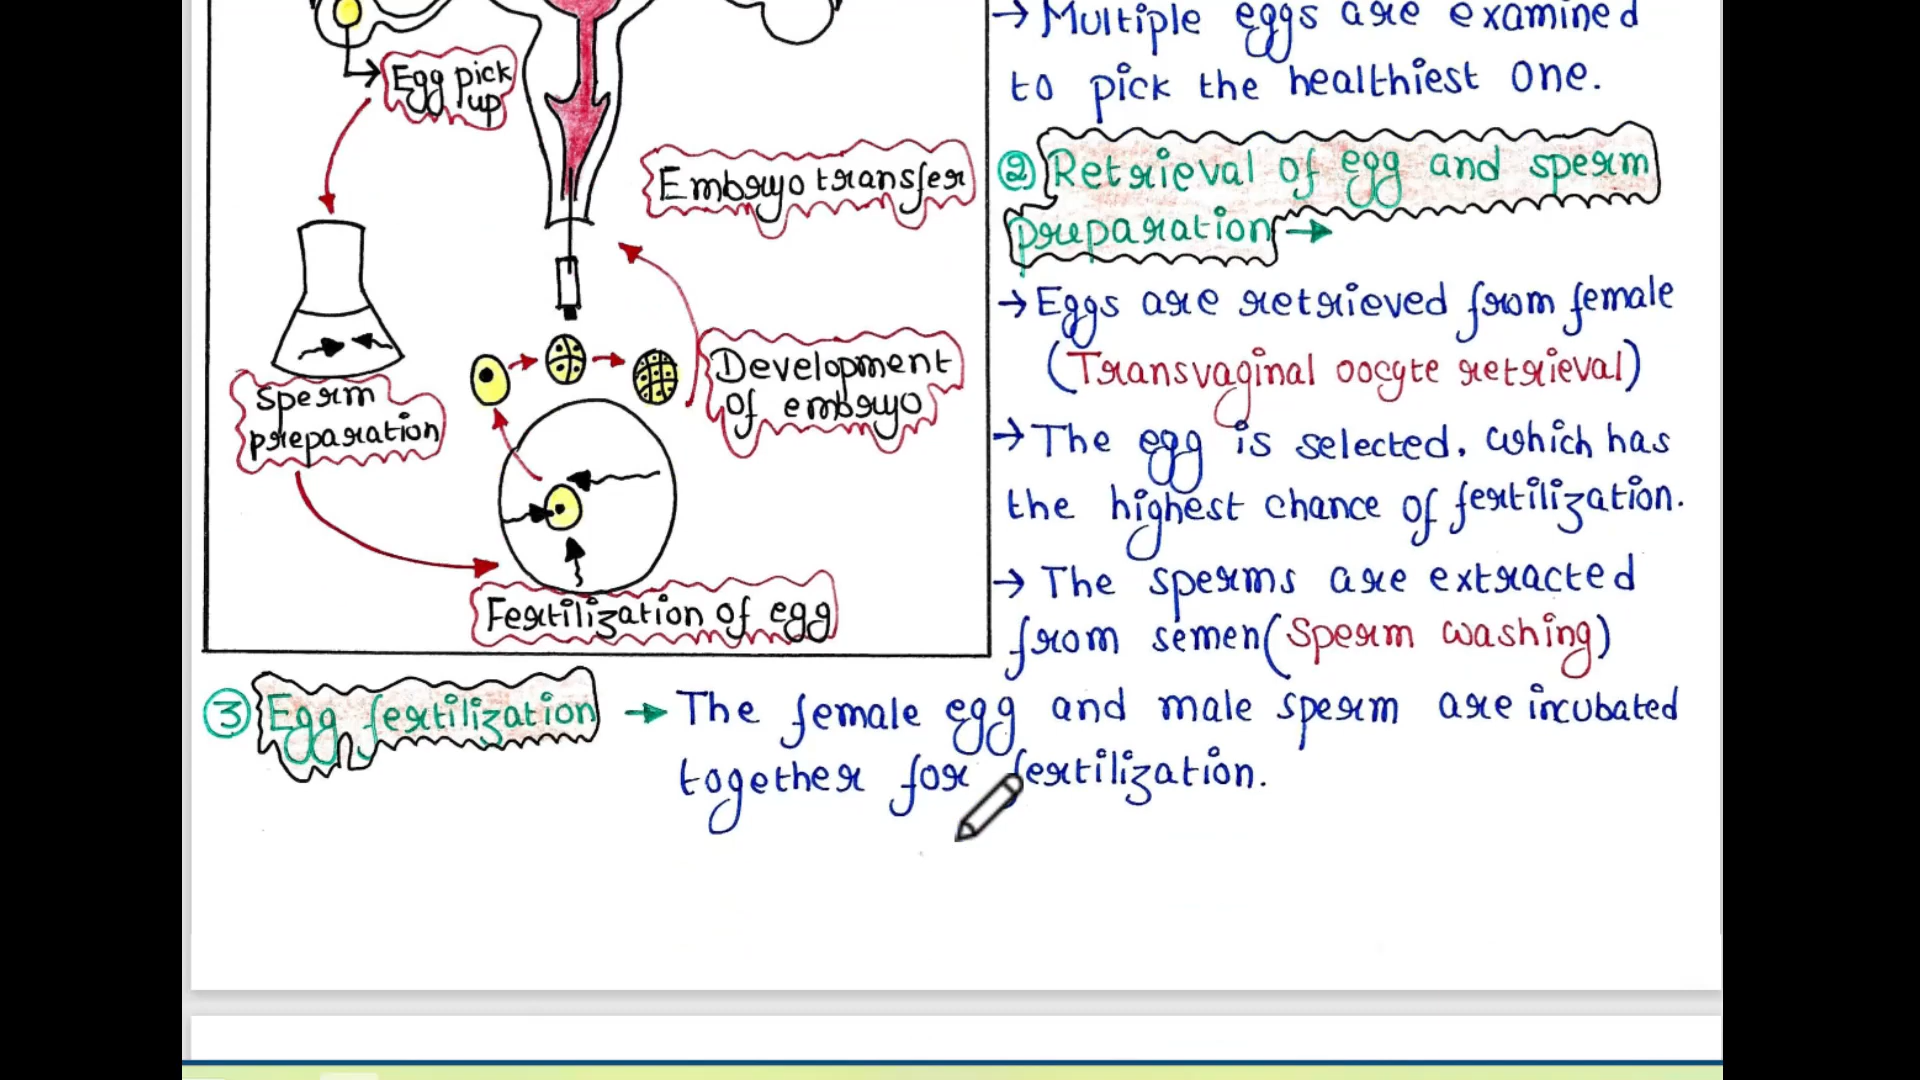 Egg pick
up
Embryo transfer
Sperm
preparation
Development
of embryo
Fertilization of egg
→ Multiple eggs are examined
to pick the healthiest one.
② Retrieval of egg and sperm
preparation →
→ Eggs are retrieved from female
(Transvaginal oocyte retrieval)
→ The egg is selected, which has
the highest chance of fertilization.
→ The sperms are extracted
from semen (Sperm washing)
③ Egg fertilization → The female egg and male sperm are incubated
together for fertilization.